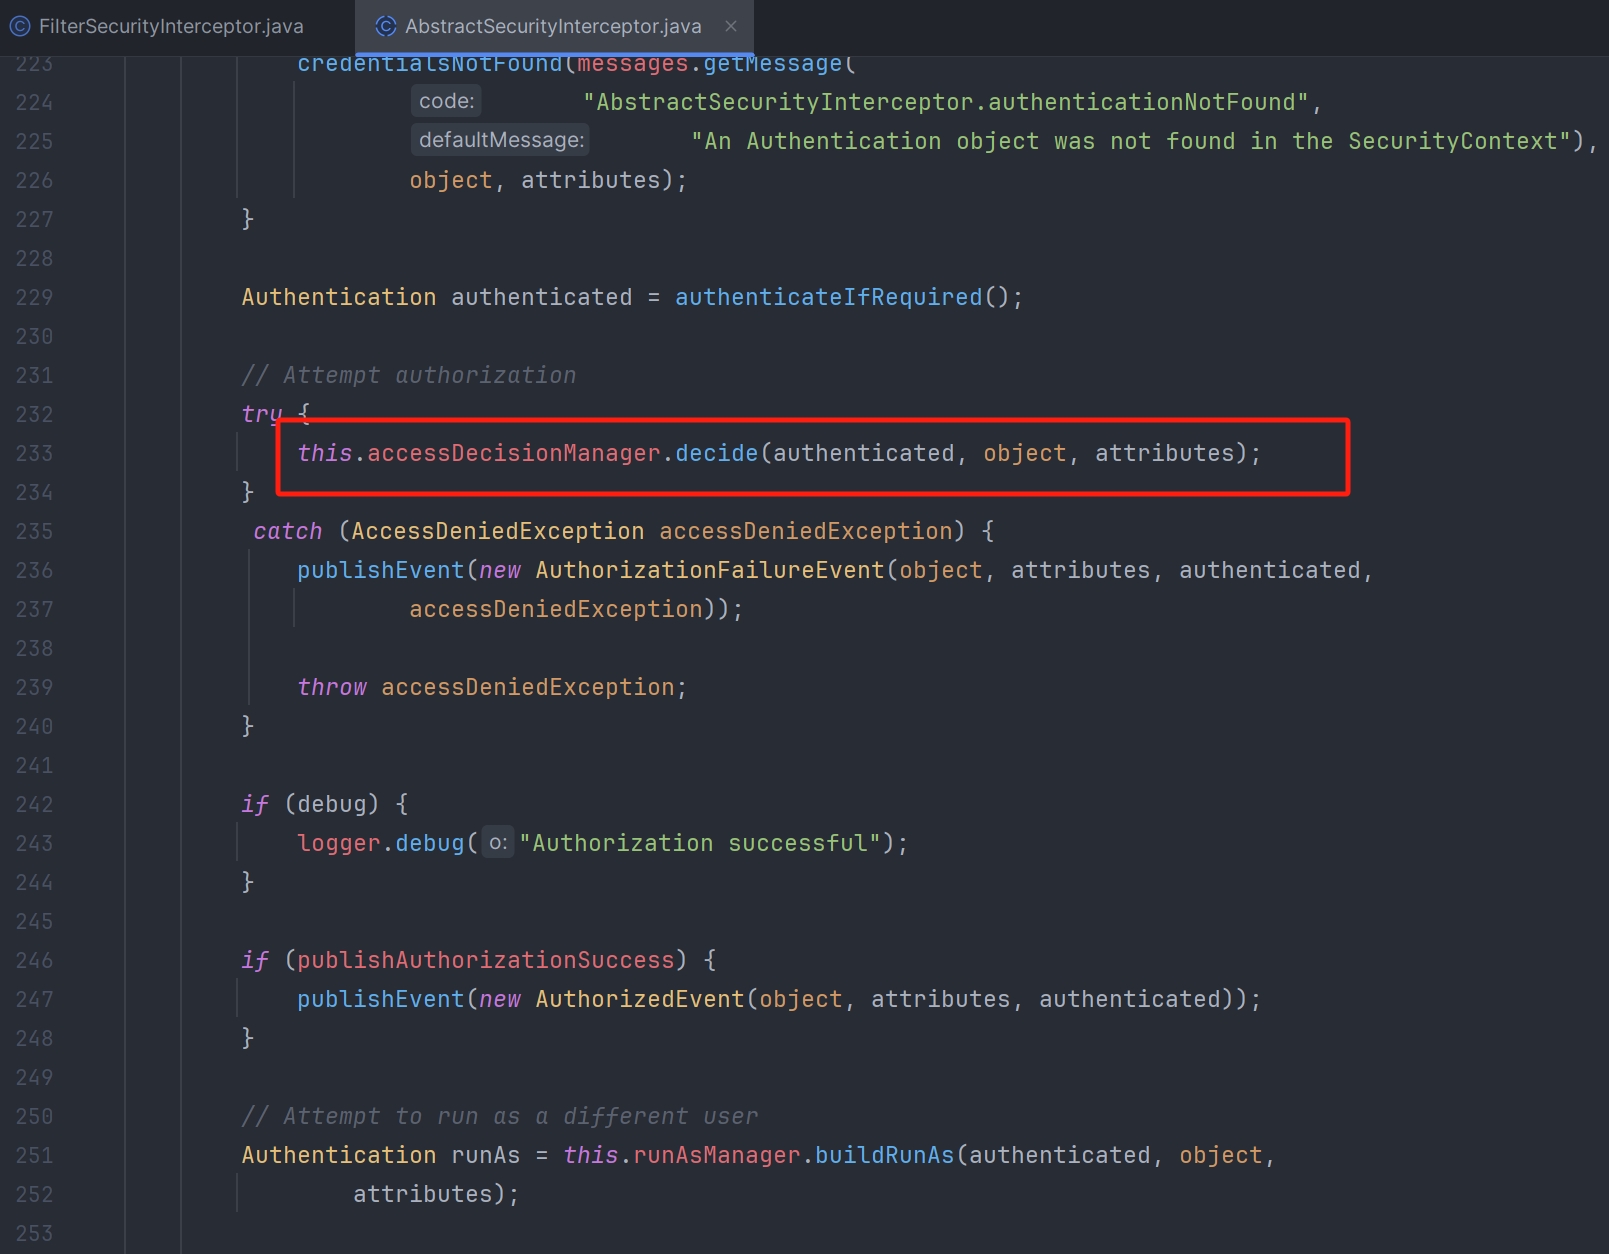 FilterSecurityInterceptor.java AbstractSecurityInterceptor.java
223 credentialsNotFound(messages.getMessage(
224 code: "AbstractSecurityInterceptor.authenticationNotFound",
225 defaultMessage: "An Authentication object was not found in the SecurityContext"),
226 object, attributes);
227 }
228
229 Authentication authenticated = authenticateIfRequired();
230
231 // Attempt authorization
232 try {
233 this.accessDecisionManager.decide(authenticated, object, attributes);
234 }
235 catch (AccessDeniedException accessDeniedException) {
236 publishEvent(new AuthorizationFailureEvent(object, attributes, authenticated,
237 accessDeniedException));
238
239 throw accessDeniedException;
240 }
241
242 if (debug) {
243 logger.debug(o: "Authorization successful");
244 }
245
246 if (publishAuthorizationSuccess) {
247 publishEvent(new AuthorizedEvent(object, attributes, authenticated));
248 }
249
250 // Attempt to run as a different user
251 Authentication runAs = this.runAsManager.buildRunAs(authenticated, object,
252 attributes);
253